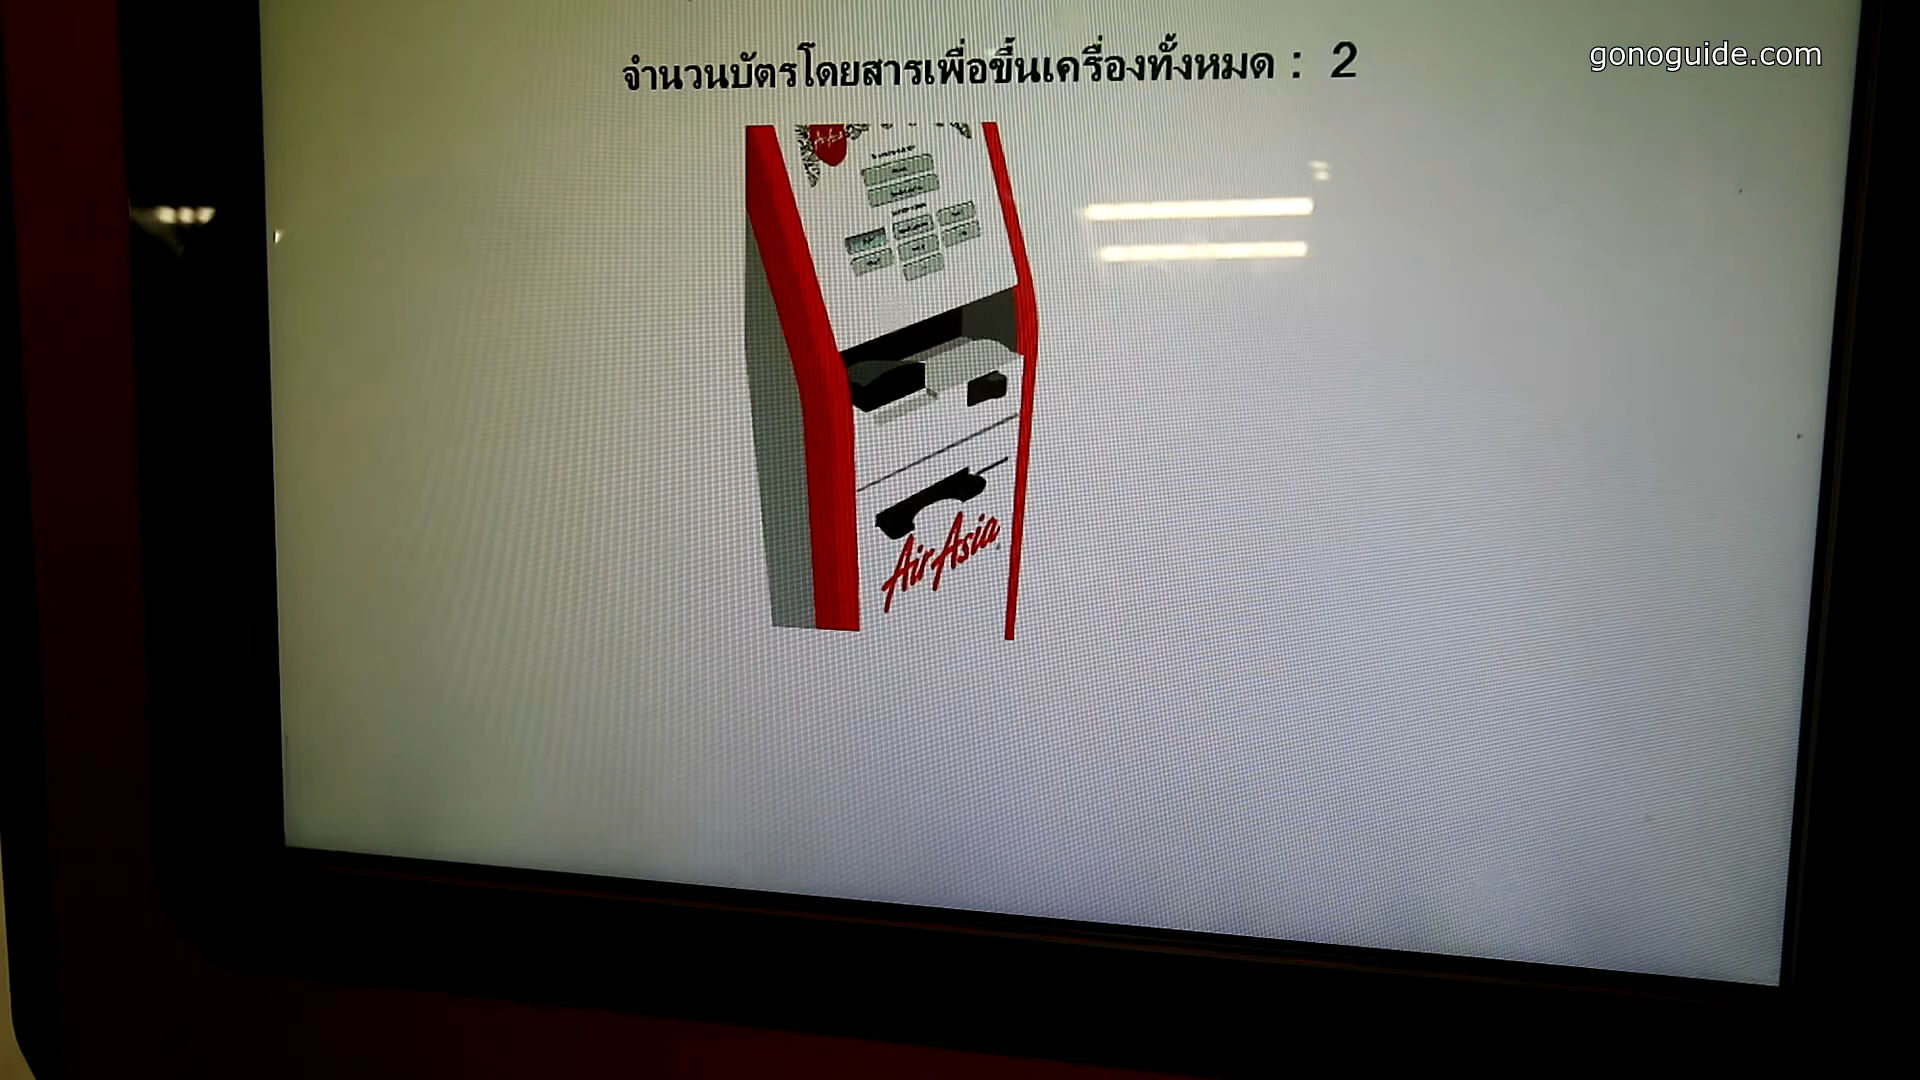 จำนวนบัตรโดยสารเพื่อขึ้นเครื่องทั้งหมด : 2
gonoguide.com
AirAsia